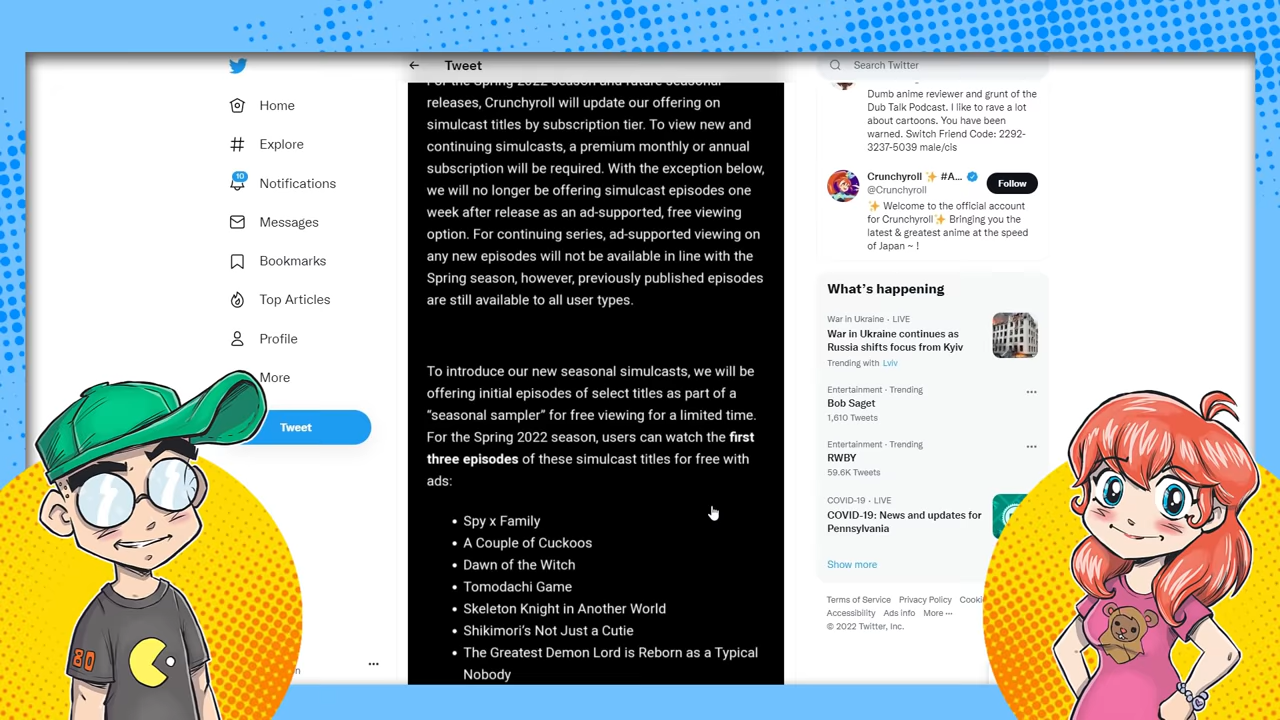 Home
Explore
10
Notifications
Messages
Bookmarks
Top Articles
Profile
More
Tweet
Tweet
For the Spring 2022 season and future seasonal
releases, Crunchyroll will update our offering on
simulcast titles by subscription tier. To view new and
continuing simulcasts, a premium monthly or annual
subscription will be required. With the exception below,
we will no longer be offering simulcast episodes one
week after release as an ad-supported, free viewing
option. For continuing series, ad-supported viewing on
any new episodes will not be available in line with the
Spring season, however, previously published episodes
are still available to all user types.
To introduce our new seasonal simulcasts, we will be
offering initial episodes of select titles as part of a
“seasonal sampler” for free viewing for a limited time.
For the Spring 2022 season, users can watch the first
three episodes of these simulcast titles for free with
ads:
• Spy x Family
• A Couple of Cuckoos
• Dawn of the Witch
• Tomodachi Game
• Skeleton Knight in Another World
• Shikimori’s Not Just a Cutie
• The Greatest Demon Lord is Reborn as a Typical
Nobody
Search Twitter
Dumb anime reviewer and grunt of the
Dub Talk Podcast. I lke to rave a lot
about cartoons. You have been
warned. Switch Friend Code: 2292-
3237-5039 male/cls
Crunchyroll ✨ #A...
@Crunchyroll
Follow
✨ Welcome to the official account
for Crunchyroll✨ Bringing you the
latest & greatest anime at the speed
of Japan ~ !
What’s happening
War in Ukraine · LIVE
War in Ukraine continues as
Russia shifts focus from Kyiv
Trending with Lviv
Entertainment · Trending
Bob Saget
1,610 Tweets
Entertainment · Trending
RWBY
59.6K Tweets
COVID-19 · LIVE
COVID-19: News and updates for
Pennsylvania
Show more
Terms of Service Privacy Policy
Accessibility Ads info More ···
© 2022 Twitter, Inc.
80